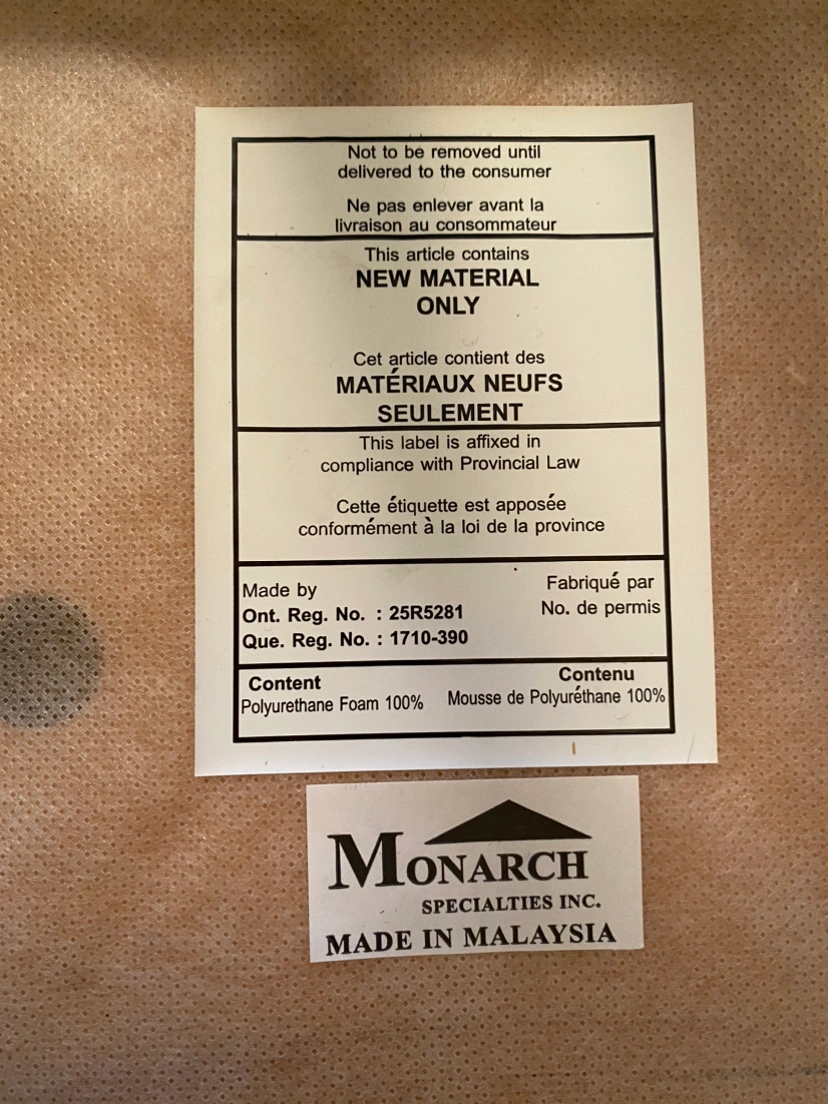 Not to be removed until
delivered to the consumer
Ne pas enlever avant la
livraison au consommateur
This article contains
NEW MATERIAL
ONLY
Cet article contient des
MATÉRIAUX NEUFS
SEULEMENT
This label is affixed in
compliance with Provincial Law
Cette étiquette est apposée
conformément à la loi de la province
Made by
Ont. Reg. No. : 25R5281
Que. Reg. No. : 1710-390
Fabriqué par
No. de permis
Content
Polyurethane Foam 100%
Contenu
Mousse de Polyuréthane 100%
MONARCH
SPECIALTIES INC.
MADE IN MALAYSIA